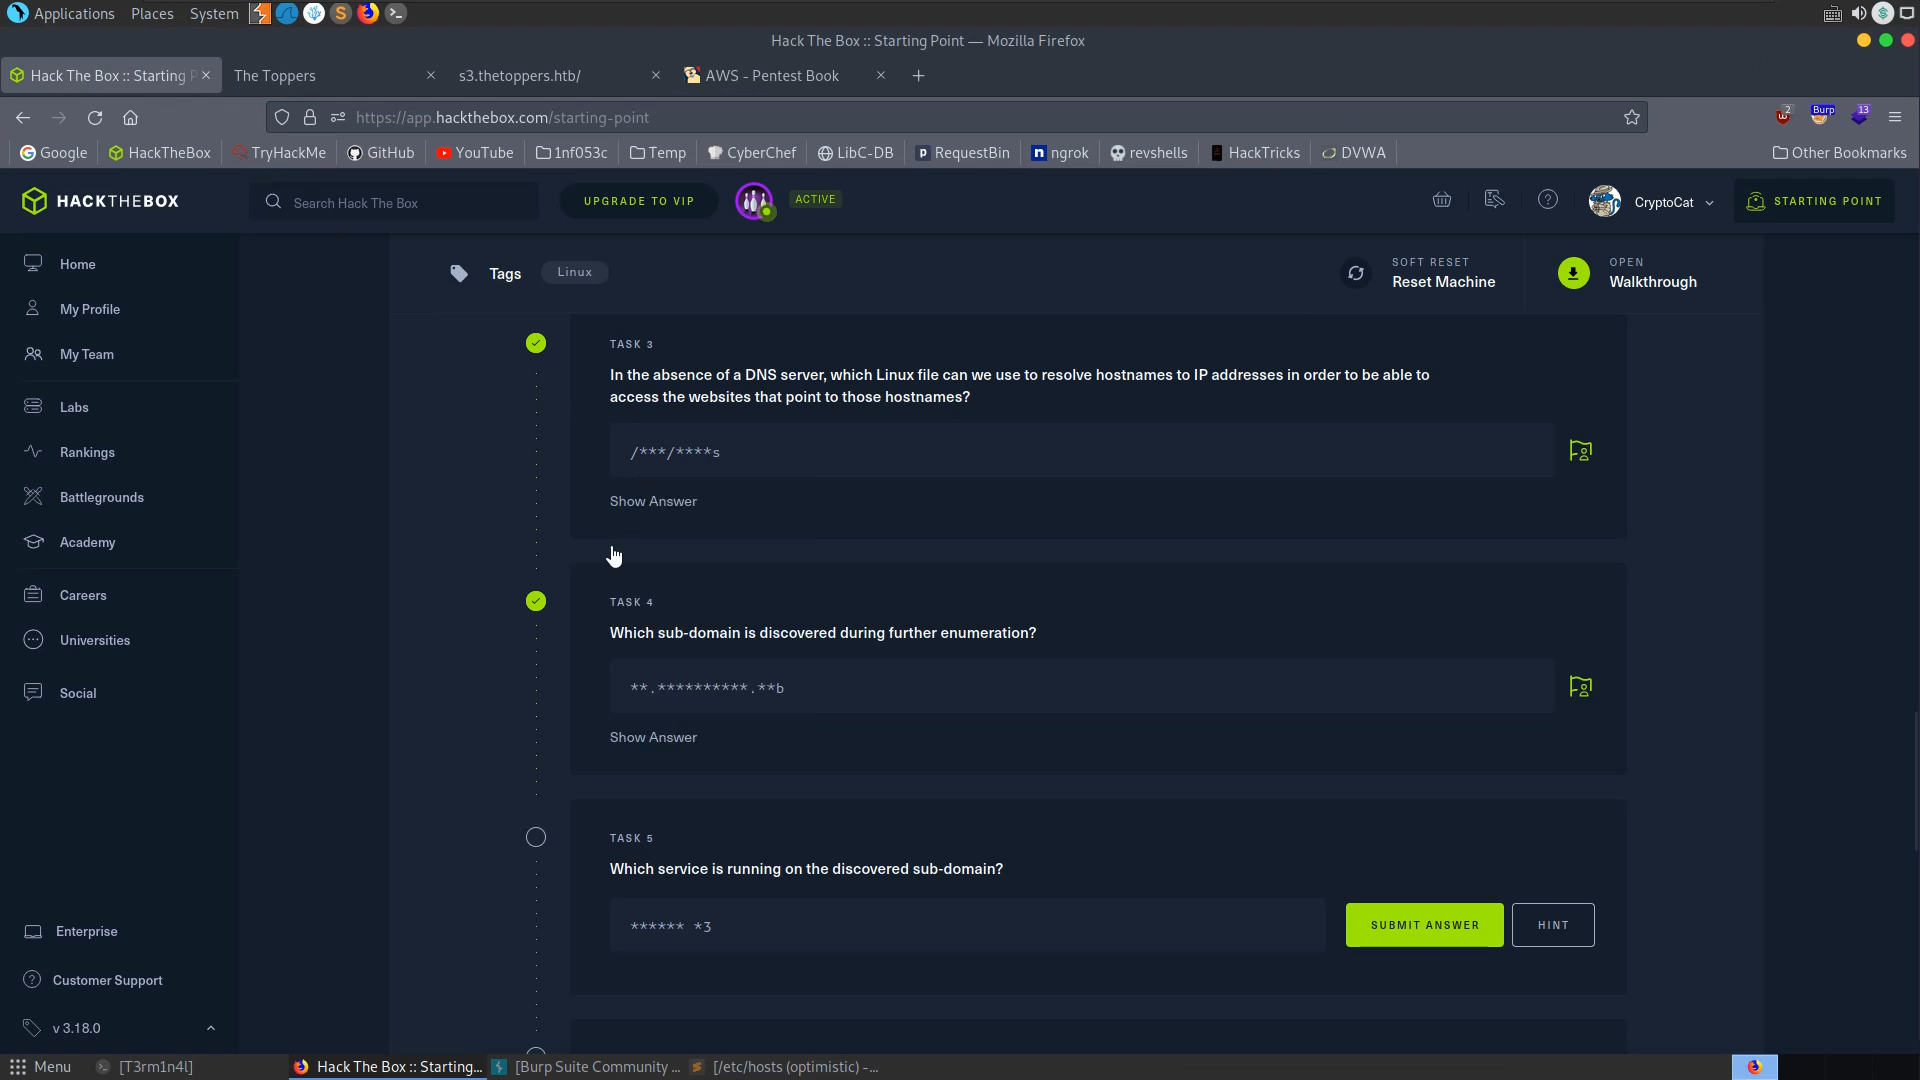 Applications Places System
Hack The Box :: Starting Point — Mozilla Firefox
Hack The Box :: Starting P
The Toppers
s3.thetoppers.htb/
AWS - Pentest Book
https://app.hackthebox.com/starting-point
2
Burp
13
Google
HackTheBox
TryHackMe
GitHub
YouTube
1nf053c
Temp
CyberChef
LibC-DB
RequestBin
ngrok
revshells
HackTricks
DVWA
Other Bookmarks
HACKTHEBOX
Search Hack The Box
UPGRADE TO VIP
ACTIVE
CryptoCat
STARTING POINT
Home
My Profile
My Team
Labs
Rankings
Battlegrounds
Academy
Careers
Universities
Social
Enterprise
Customer Support
v 3.18.0
Tags
Linux
SOFT RESET
Reset Machine
OPEN
Walkthrough
TASK 3
In the absence of a DNS server, which Linux file can we use to resolve hostnames to IP addresses in order to be able to
access the websites that point to those hostnames?
/***/****s
Show Answer
TASK 4
Which sub-domain is discovered during further enumeration?
**.**********.**b
Show Answer
TASK 5
Which service is running on the discovered sub-domain?
****** *3
SUBMIT ANSWER
HINT
Menu
[T3rm1n4l]
Hack The Box :: Starting...
[Burp Suite Community ...
[/etc/hosts (optimistic) -...